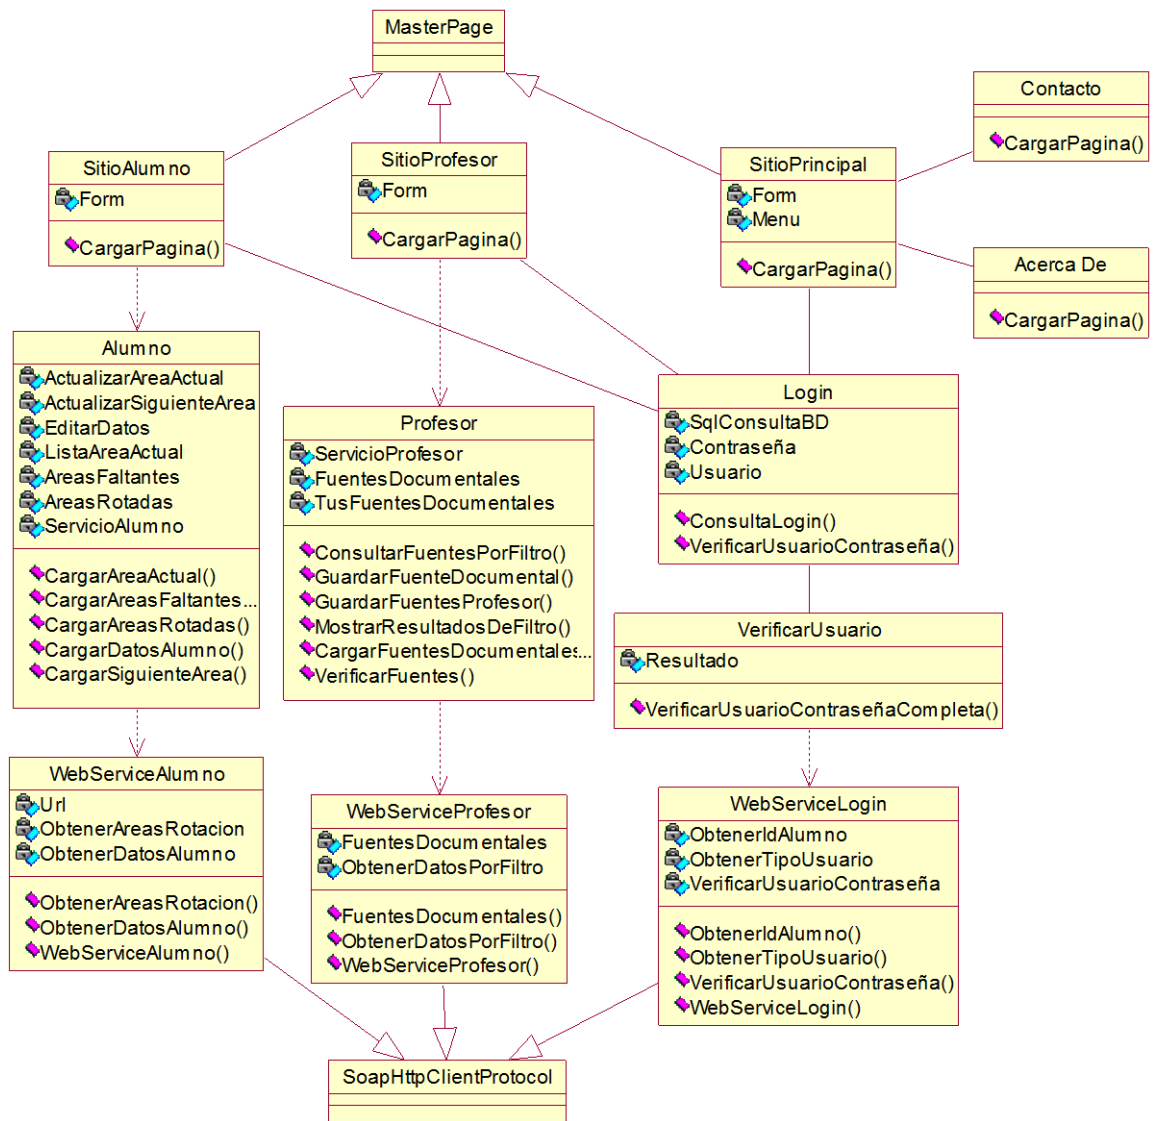 MasterPage
Contacto
CargarPagina()
SitioAlumno
Form
CargarPagina()
SitioProfesor
Form
CargarPagina()
SitioPrincipal
Form
Menu
CargarPagina()
Acerca De
CargarPagina()
Alumno
ActualizarAreaActual
ActualizarSiguienteArea
EditarDatos
ListaAreaActual
AreasFaltantes
AreasRotadas
ServicioAlumno
CargarAreaActual()
CargarAreasFaltantes...
CargarAreasRotadas()
CargarDatosAlumno()
CargarSiguienteArea()
Profesor
ServicioProfesor
FuentesDocumentales
TusFuentesDocumentales
ConsultarFuentesPorFiltro()
GuardarFuenteDocumental()
GuardarFuentesProfesor()
MostrarResultadosDeFiltro()
CargarFuentesDocumentales...
VerificarFuentes()
Login
SqlConsultaBD
Contraseña
Usuario
ConsultaLogin()
VerificarUsuarioContraseña()
VerificarUsuario
Resultado
VerificarUsuarioContraseñaCompleta()
WebServiceAlumno
Url
ObtenerAreasRotacion
ObtenerDatosAlumno
ObtenerAreasRotacion()
ObtenerDatosAlumno()
WebServiceAlumno()
WebServiceProfesor
FuentesDocumentales
ObtenerDatosPorFiltro
FuentesDocumentales()
ObtenerDatosPorFiltro()
WebServiceProfesor()
WebServiceLogin
ObtenerIdAlumno
ObtenerTipoUsuario
VerificarUsuarioContraseña
ObtenerIdAlumno()
ObtenerTipoUsuario()
VerificarUsuarioContraseña()
WebServiceLogin()
SoapHttpClientProtocol